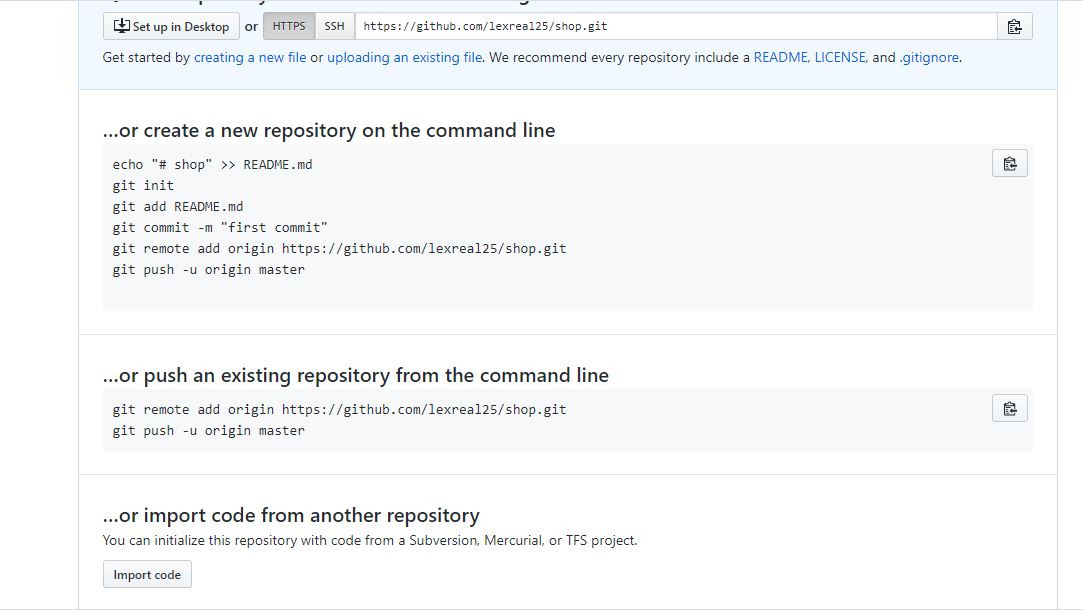 Set up in Desktop or HTTPS SSH https://github.com/lexreal25/shop.git
Get started by creating a new file or uploading an existing file. We recommend every repository include a README, LICENSE, and .gitignore.
...or create a new repository on the command line
echo "# shop" >> README.md
git init
git add README.md
git commit -m "first commit"
git remote add origin https://github.com/lexreal25/shop.git
git push -u origin master
...or push an existing repository from the command line
git remote add origin https://github.com/lexreal25/shop.git
git push -u origin master
...or import code from another repository
You can initialize this repository with code from a Subversion, Mercurial, or TFS project.
Import code